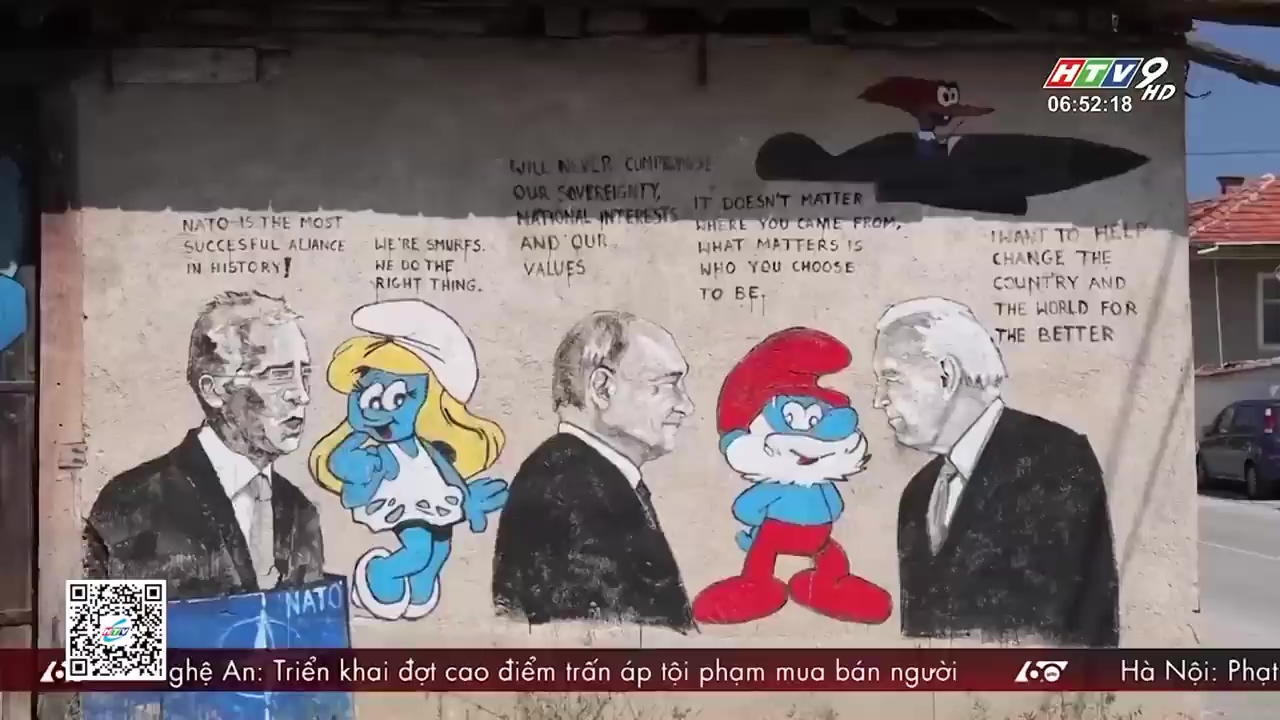 HTV9
HD
06:52:18
WILL NEVER COMPROMISE
OUR SOVEREIGNTY,
NATIONAL INTERESTS
AND OUR
VALUES
IT DOESN'T MATTER
WHERE YOU CAME FROM,
WHAT MATTERS IS
WHO YOU CHOOSE
TO BE,
NATO IS THE MOST
SUCCESFUL ALIANCE
IN HISTORY!
WE'RE SMURFS.
WE DO THE
RIGHT THING.
I WANT TO HELP
CHANGE THE
COUNTRY AND
THE WORLD FOR
THE BETTER
NATO
HTV
ghệ An: Triển khai đợt cao điểm trấn áp tội phạm mua bán người
Hà Nội: Phạt